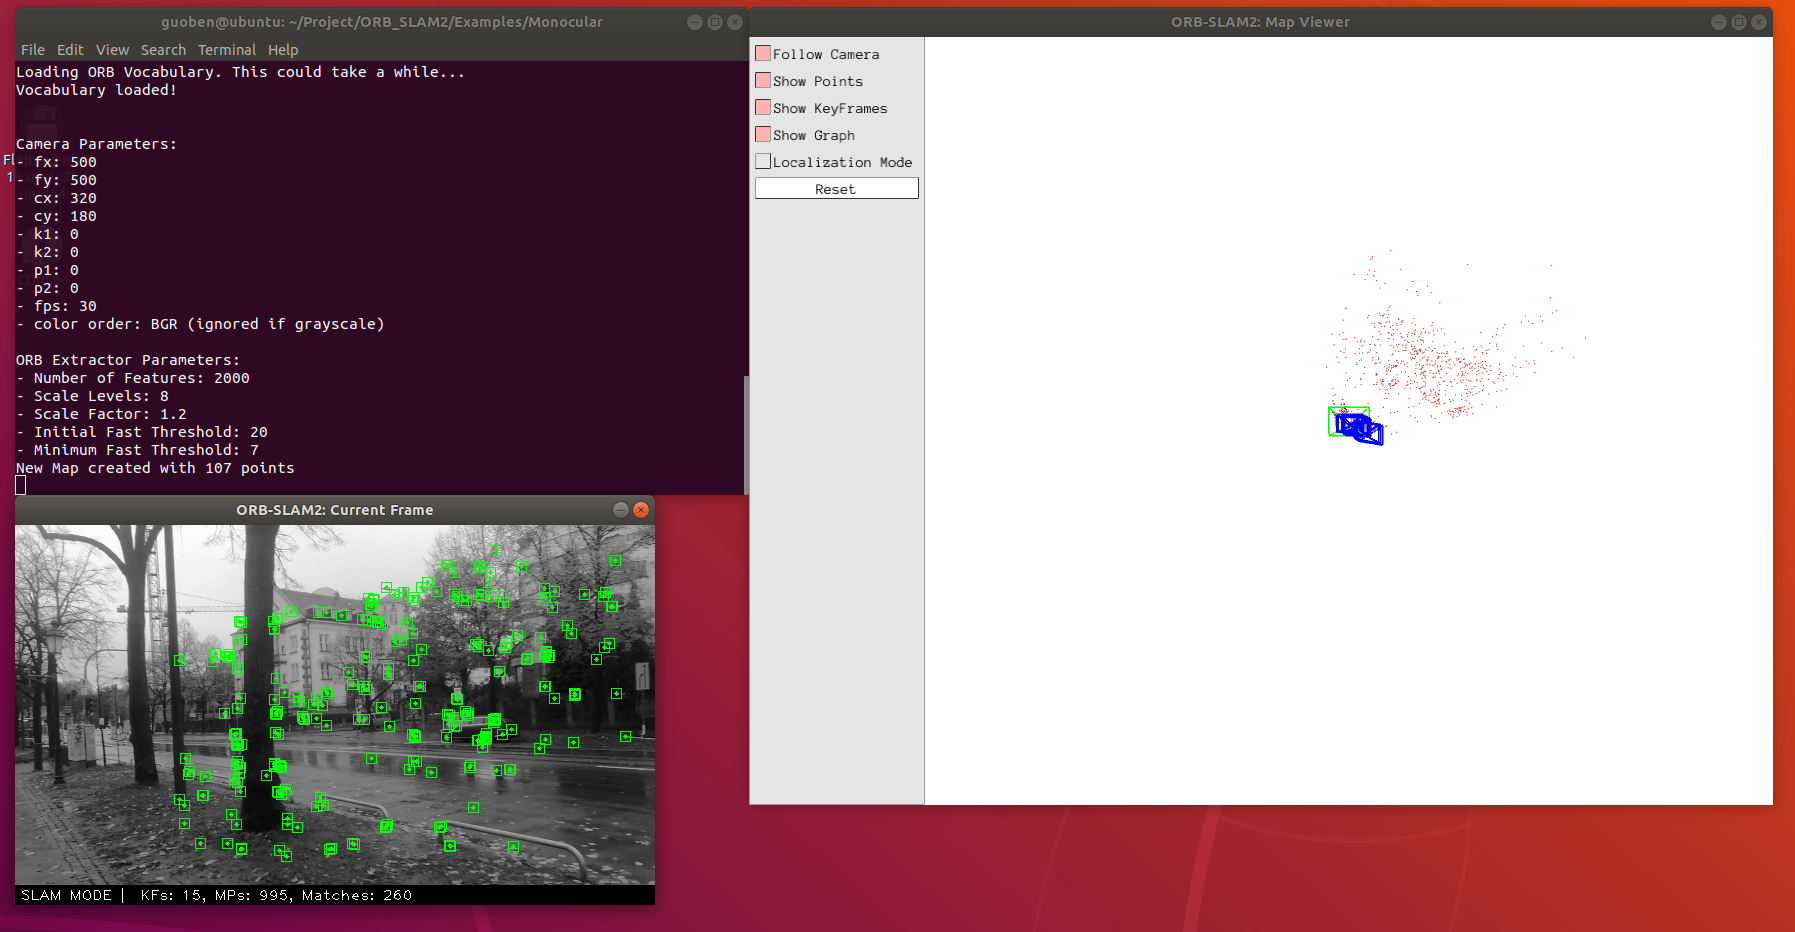 guoben@ubuntu: ~/Project/ORB_SLAM2/Examples/Monocular
File Edit View Search Terminal Help
Loading ORB Vocabulary. This could take a while...
Vocabulary loaded!
Camera Parameters:
- fx: 500
- fy: 500
- cx: 320
- cy: 180
- k1: 0
- k2: 0
- p1: 0
- p2: 0
- fps: 30
- color order: BGR (ignored if grayscale)
ORB Extractor Parameters:
- Number of Features: 2000
- Scale Levels: 8
- Scale Factor: 1.2
- Initial Fast Threshold: 20
- Minimum Fast Threshold: 7
New Map created with 107 points
ORB-SLAM2: Current Frame
SLAM MODE | KFs: 15, MPs: 995, Matches: 260
ORB-SLAM2: Map Viewer
Follow Camera
Show Points
Show KeyFrames
Show Graph
Localization Mode
Reset